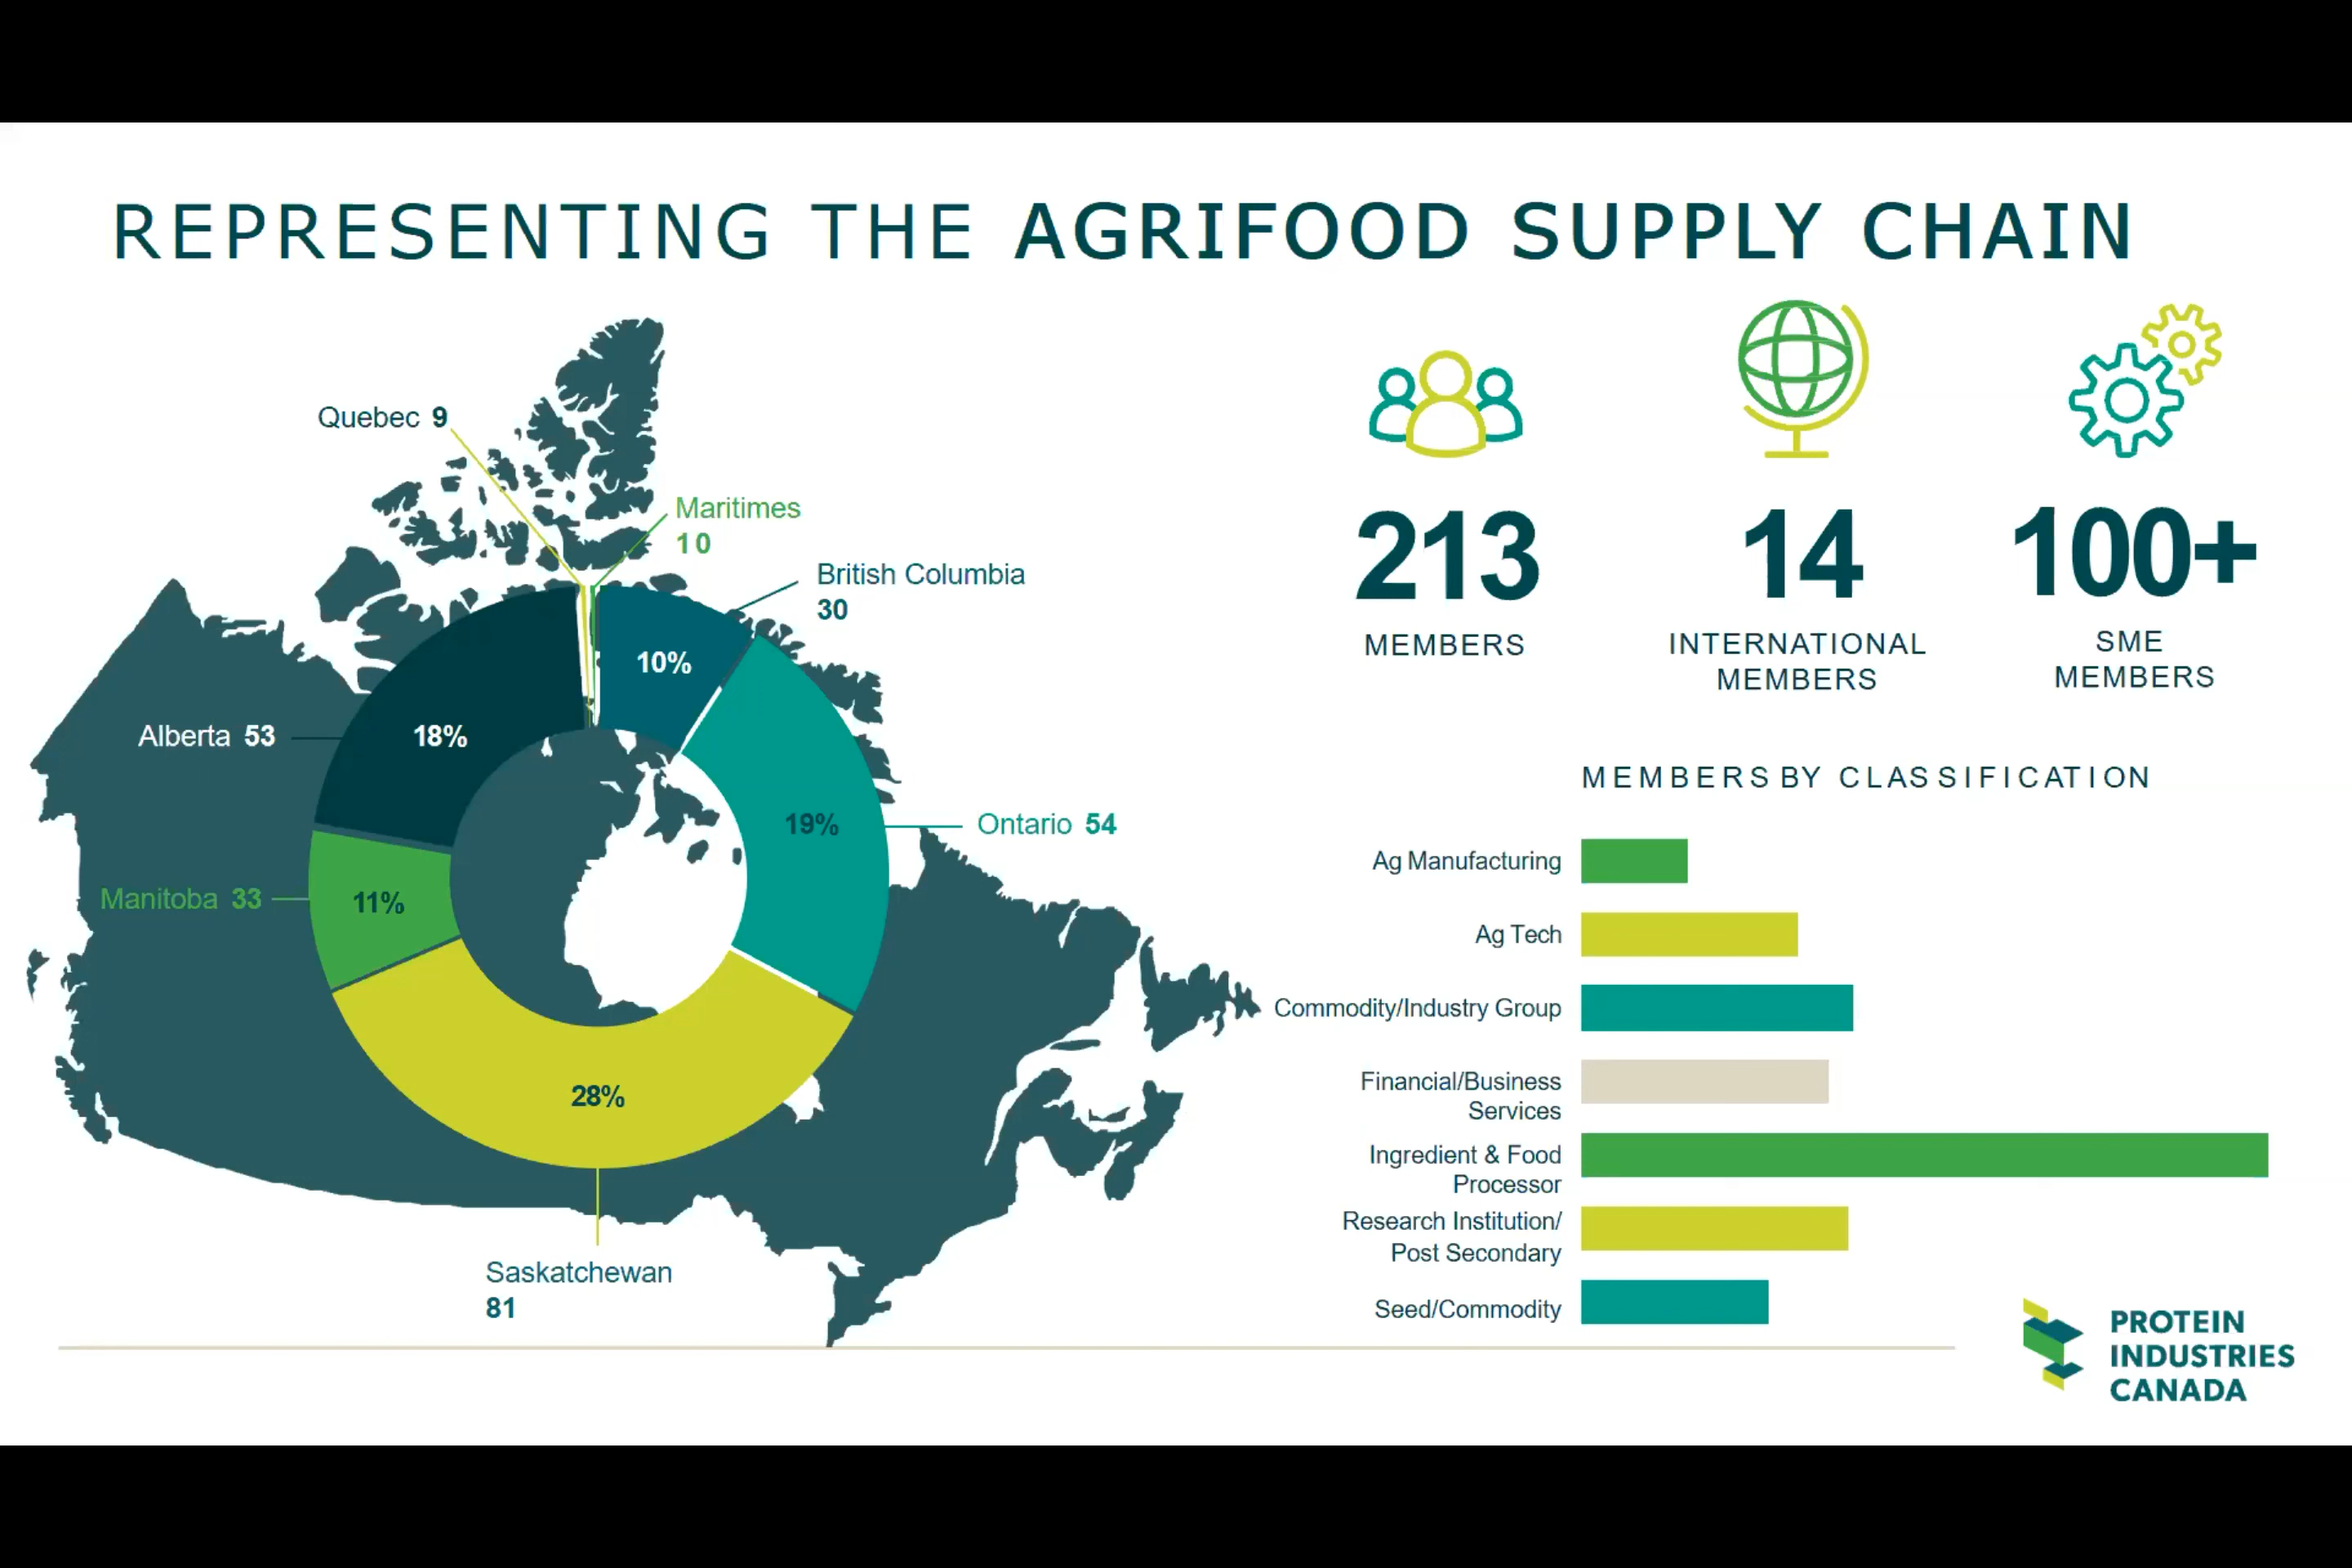 REPRESENTING THE AGRIFOOD SUPPLY CHAIN
Quebec 9
Maritimes
10
British Columbia
30
10%
Alberta 53
18%
19%
Ontario 54
Manitoba 33
11%
28%
Saskatchewan
81
213
MEMBERS
14
INTERNATIONAL
MEMBERS
100+
SME
MEMBERS
MEMBERS BY CLASSIFICATION
Ag Manufacturing
Ag Tech
Commodity/Industry Group
Financial/Business
Services
Ingredient & Food
Processor
Research Institution/
Post Secondary
Seed/Commodity
PROTEIN
INDUSTRIES
CANADA